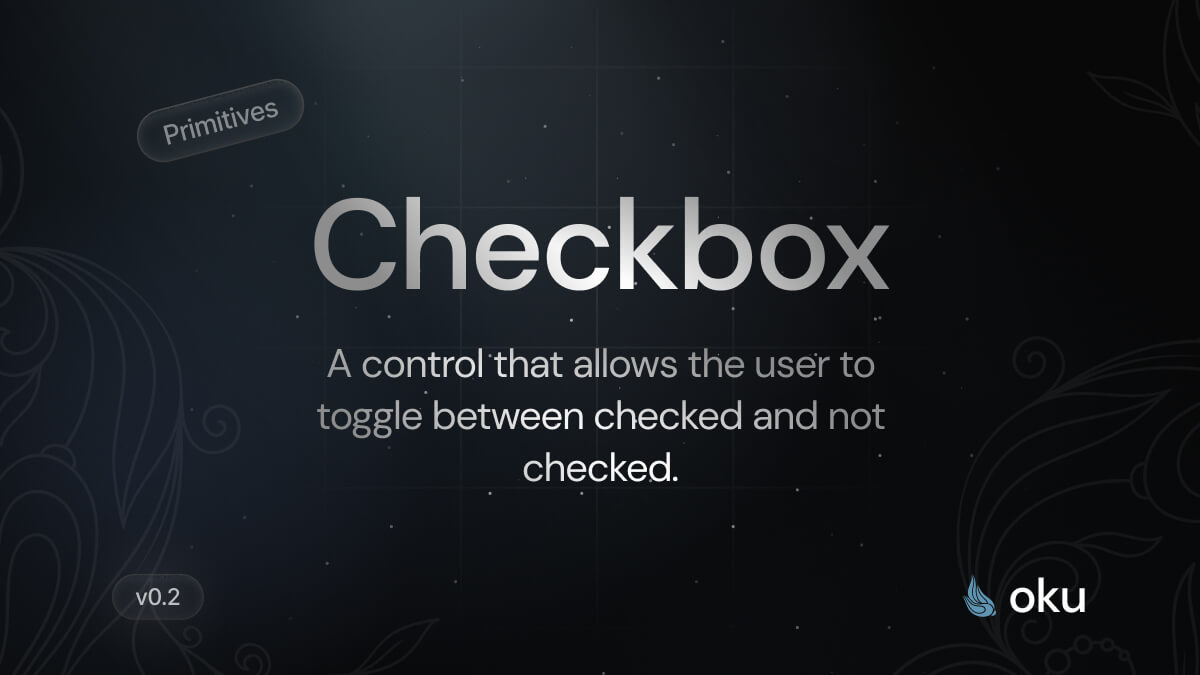 Primitives
Checkbox
A control that allows the user to
toggle between checked and not
checked.
v0.2
oku